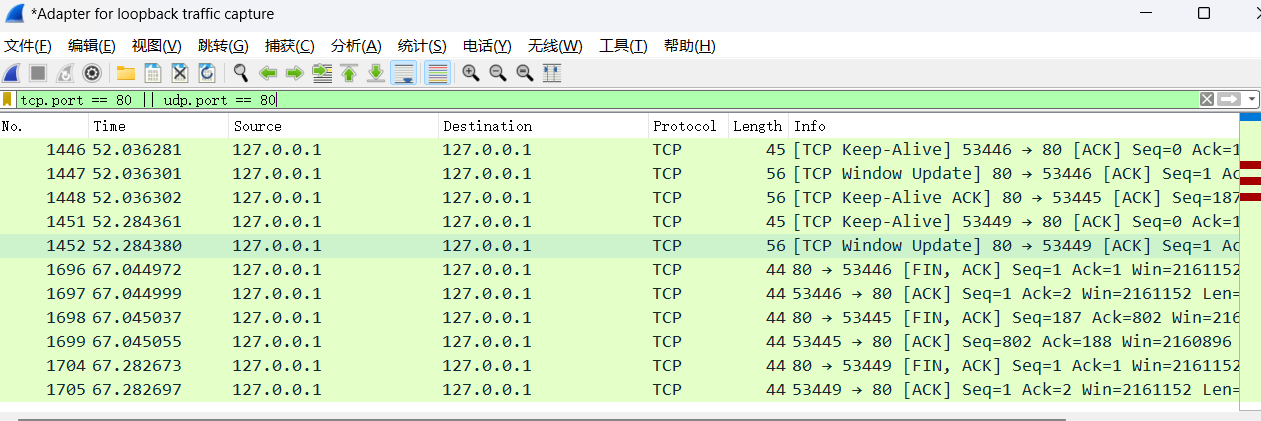 *Adapter for loopback traffic capture
文件(F) 编辑(E) 视图(V) 跳转(G) 捕获(C) 分析(A) 统计(S) 电话(Y) 无线(W) 工具(T) 帮助(H)
tcp.port == 80 || udp.port == 80
No. Time Source Destination Protocol Length Info
1446 52.036281 127.0.0.1 127.0.0.1 TCP 45 [TCP Keep-Alive] 53446 → 80 [ACK] Seq=0 Ack=1
1447 52.036301 127.0.0.1 127.0.0.1 TCP 56 [TCP Window Update] 80 → 53446 [ACK] Seq=1 Ac
1448 52.036302 127.0.0.1 127.0.0.1 TCP 56 [TCP Keep-Alive ACK] 80 → 53445 [ACK] Seq=187
1451 52.284361 127.0.0.1 127.0.0.1 TCP 45 [TCP Keep-Alive] 53449 → 80 [ACK] Seq=0 Ack=1
1452 52.284380 127.0.0.1 127.0.0.1 TCP 56 [TCP Window Update] 80 → 53449 [ACK] Seq=1 Ac
1696 67.044972 127.0.0.1 127.0.0.1 TCP 44 80 → 53446 [FIN, ACK] Seq=1 Ack=1 Win=2161152
1697 67.044999 127.0.0.1 127.0.0.1 TCP 44 53446 → 80 [ACK] Seq=1 Ack=2 Win=2161152 Len=
1698 67.045037 127.0.0.1 127.0.0.1 TCP 44 80 → 53445 [FIN, ACK] Seq=187 Ack=802 Win=216
1699 67.045055 127.0.0.1 127.0.0.1 TCP 44 53445 → 80 [ACK] Seq=802 Ack=188 Win=2160896
1704 67.282673 127.0.0.1 127.0.0.1 TCP 44 80 → 53449 [FIN, ACK] Seq=1 Ack=1 Win=2161152
1705 67.282697 127.0.0.1 127.0.0.1 TCP 44 53449 → 80 [ACK] Seq=1 Ack=2 Win=2161152 Len=